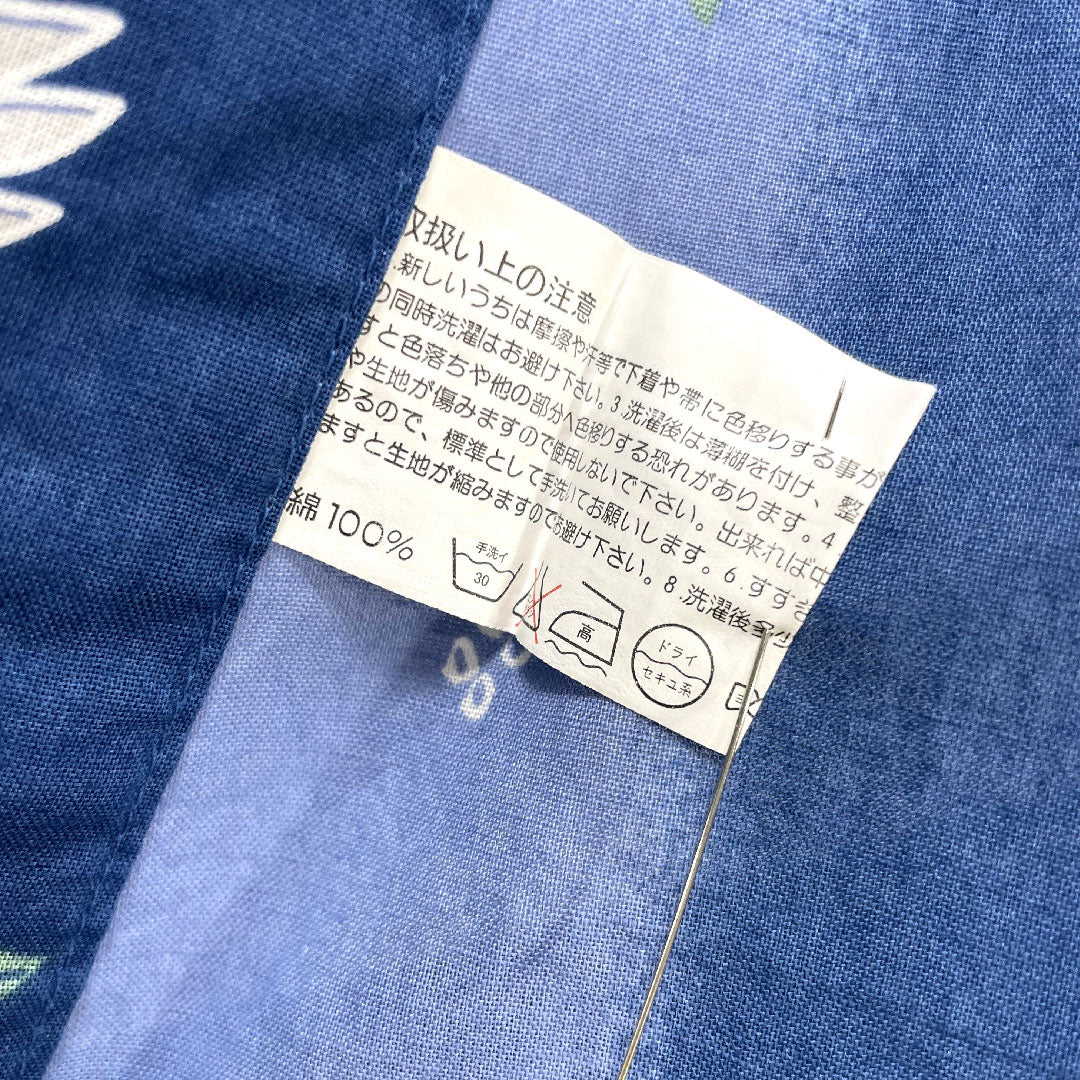 取扱い上の注意
.新しいうちは摩擦や汗等で下着や帯に色移りする事が
の同時洗濯はお避け下さい。3.洗濯後は薄糊を付け、整
すと色落ちや他の部分へ色移りする恐れがあります。4
や生地が傷みますので使用しないで下さい。出来れば中
あるので、標準として手洗いでお願いします。6.すすぎ
ますと生地が縮みますのでお避け下さい。8.洗濯後多少
綿100%
手洗イ
30
高
ドライ
セキユ系